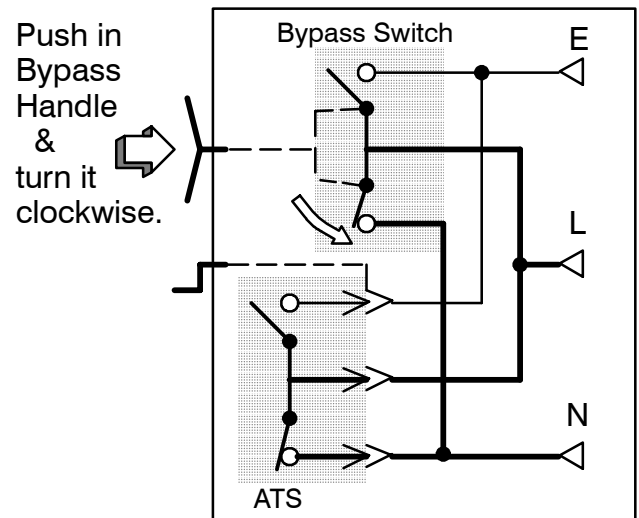 Push in
Bypass
Handle
&
turn it
clockwise.
Bypass Switch
E
L
N
ATS